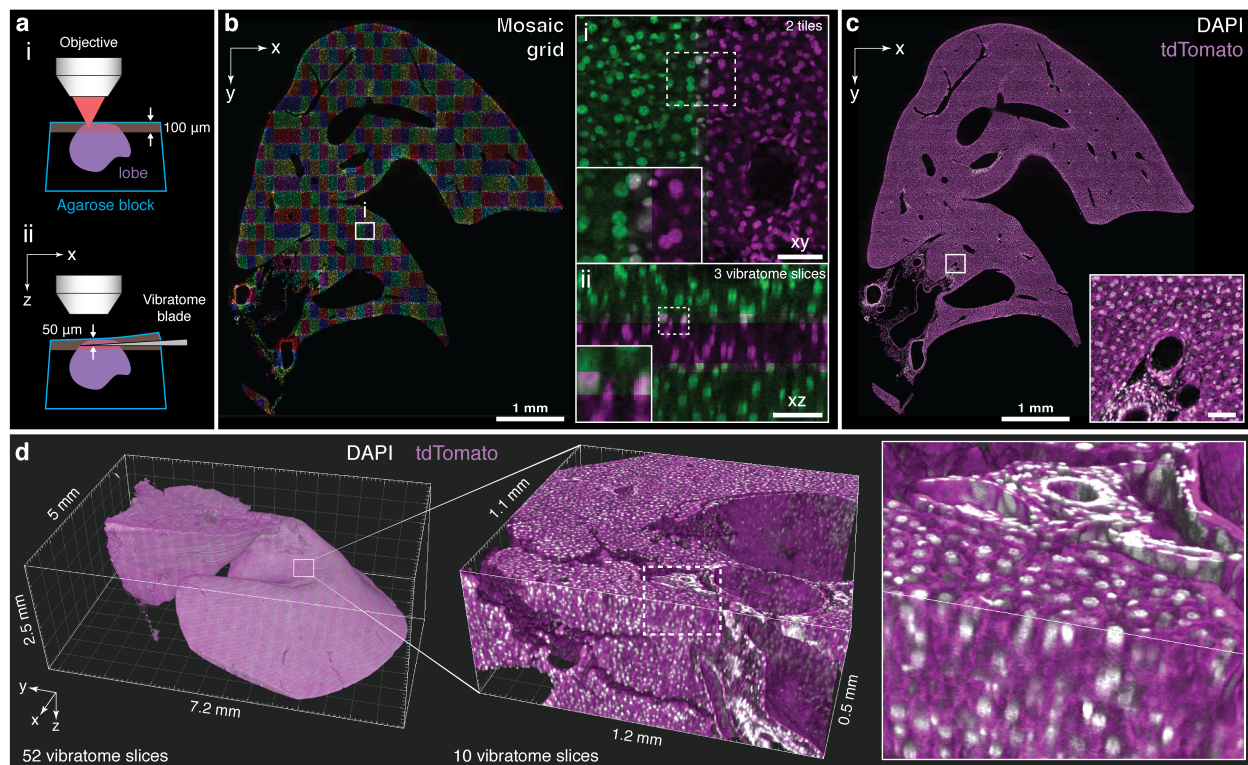 a
i
Objective
100 µm
lobe
Agarose block
ii
x
z
Vibratome
blade
50 µm
b
Mosaic
grid
x
y
i
1 mm
i
2 tiles
xy
ii
3 vibratome slices
xz
c
DAPI
tdTomato
x
y
1 mm
d
DAPI tdTomato
5 mm
2.5 mm
7.2 mm
y
x
z
52 vibratome slices
1.1 mm
1.2 mm
0.5 mm
10 vibratome slices